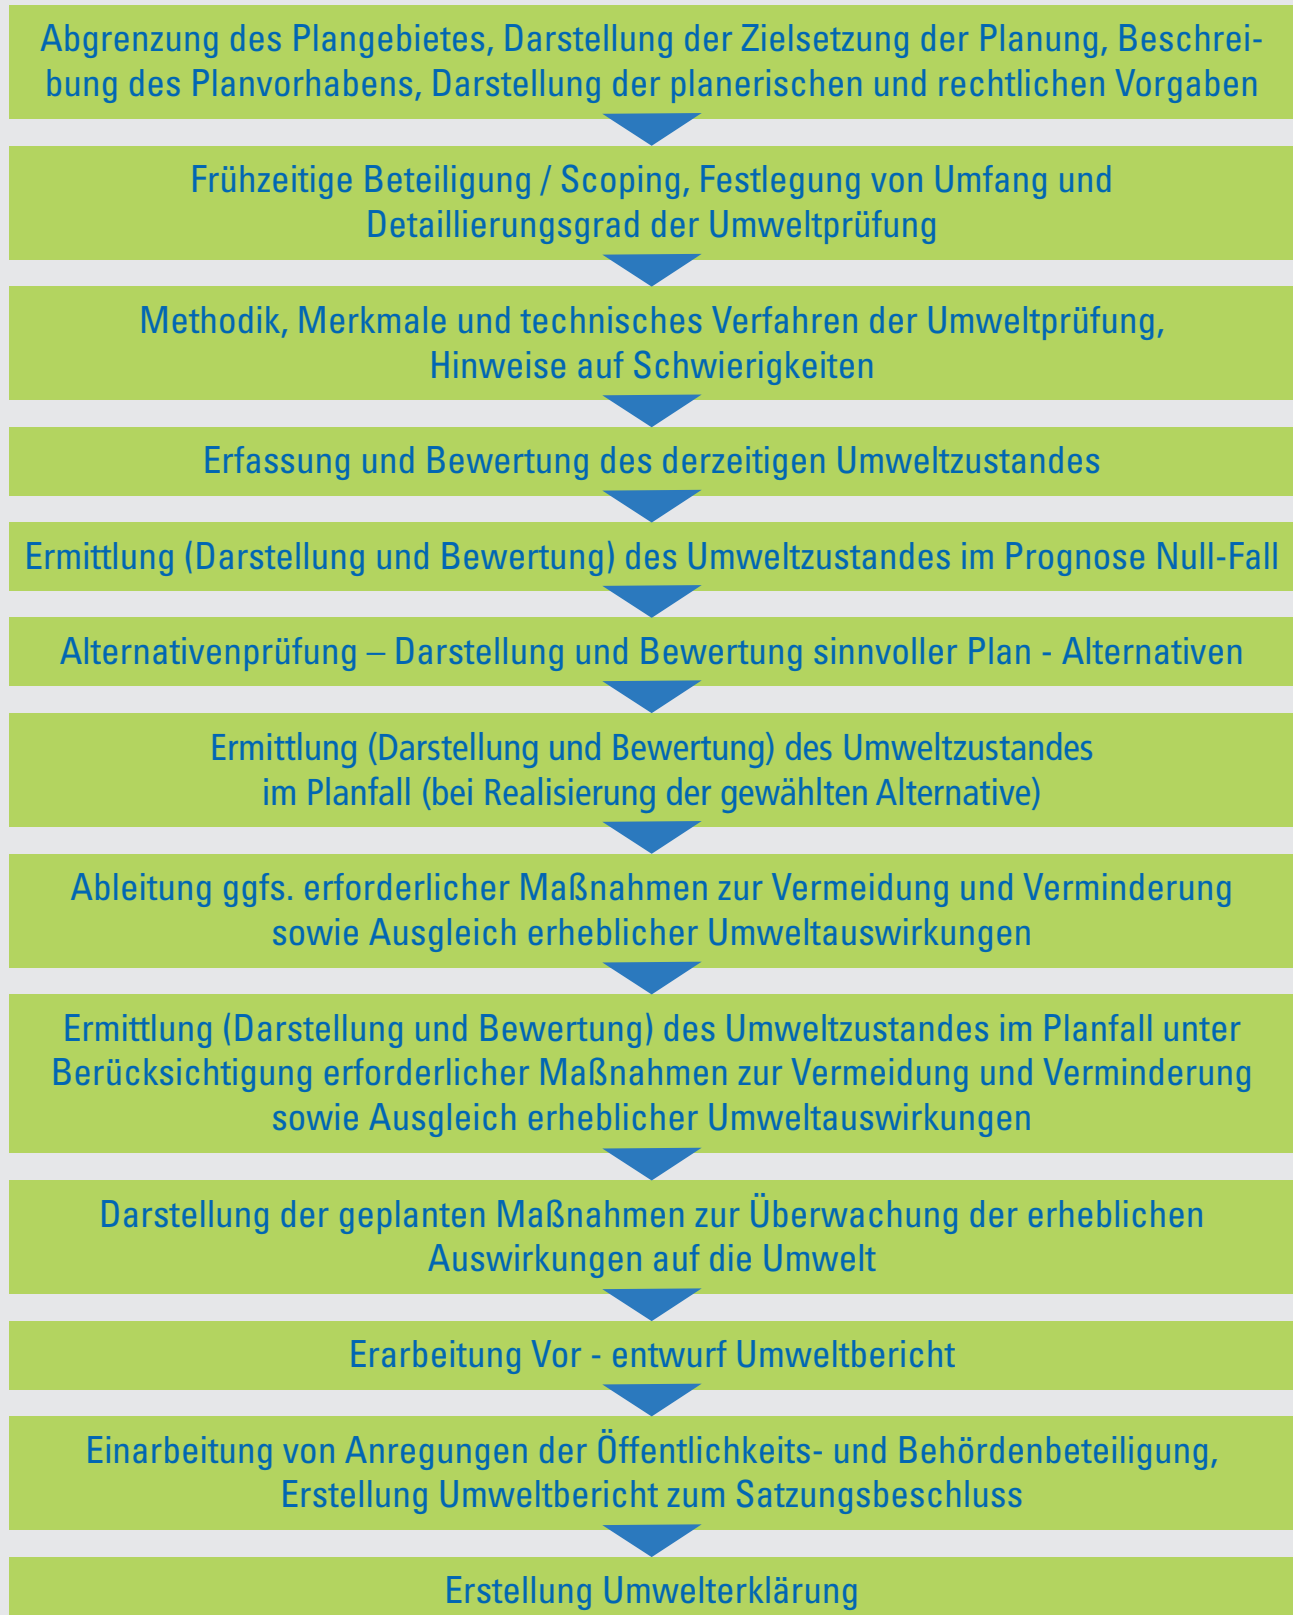 Abgrenzung des Plangebietes, Darstellung der Zielsetzung der Planung, Beschrei-
bung des Planvorhabens, Darstellung der planerischen und rechtlichen Vorgaben
Frühzeitige Beteiligung / Scoping, Festlegung von Umfang und
Detaillierungsgrad der Umweltprüfung
Methodik, Merkmale und technisches Verfahren der Umweltprüfung,
Hinweise auf Schwierigkeiten
Erfassung und Bewertung des derzeitigen Umweltzustandes
Ermittlung (Darstellung und Bewertung) des Umweltzustandes im Prognose Null-Fall
Alternativenprüfung – Darstellung und Bewertung sinnvoller Plan - Alternativen
Ermittlung (Darstellung und Bewertung) des Umweltzustandes
im Planfall (bei Realisierung der gewählten Alternative)
Ableitung ggfs. erforderlicher Maßnahmen zur Vermeidung und Verminderung
sowie Ausgleich erheblicher Umweltauswirkungen
Ermittlung (Darstellung und Bewertung) des Umweltzustandes im Planfall unter
Berücksichtigung erforderlicher Maßnahmen zur Vermeidung und Verminderung
sowie Ausgleich erheblicher Umweltauswirkungen
Darstellung der geplanten Maßnahmen zur Überwachung der erheblichen
Auswirkungen auf die Umwelt
Erarbeitung Vor - entwurf Umweltbericht
Einarbeitung von Anregungen der Öffentlichkeits- und Behördenbeteiligung,
Erstellung Umweltbericht zum Satzungsbeschluss
Erstellung Umwelterklärung